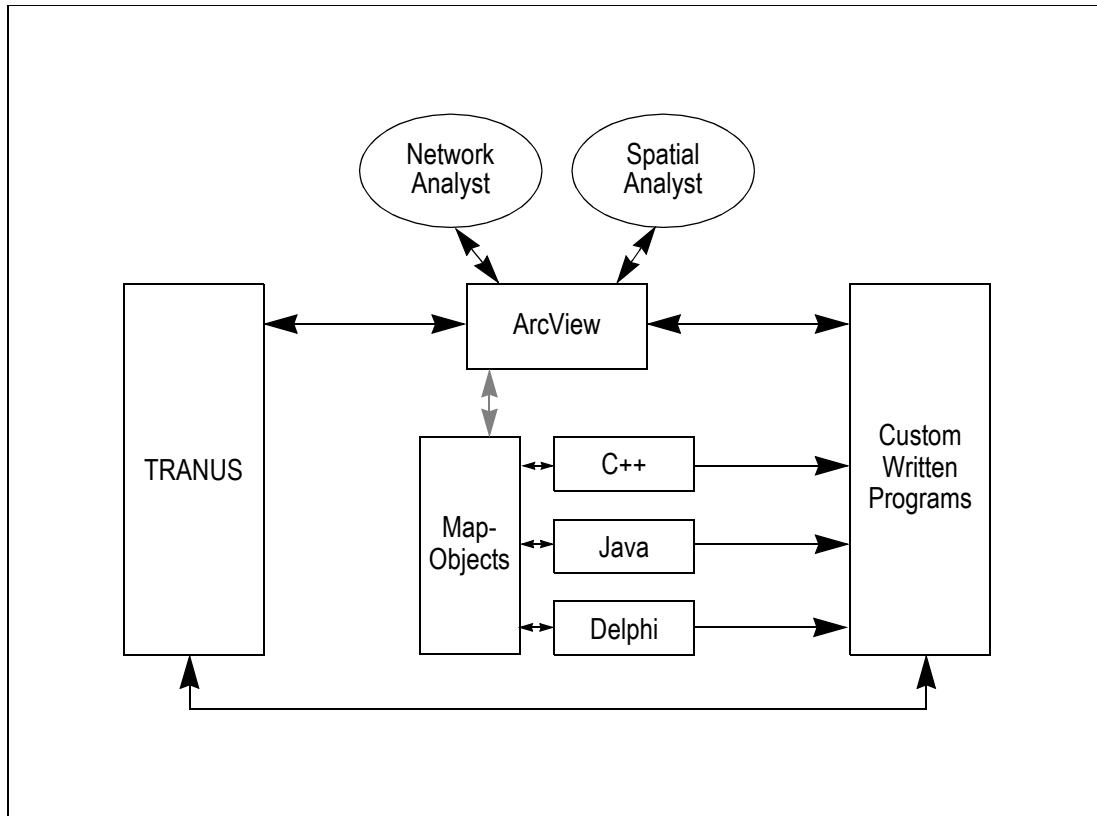 Network
Analyst
Spatial
Analyst
ArcView
TRANUS
Map-
Objects
C++
Java
Delphi
Custom
Written
Programs